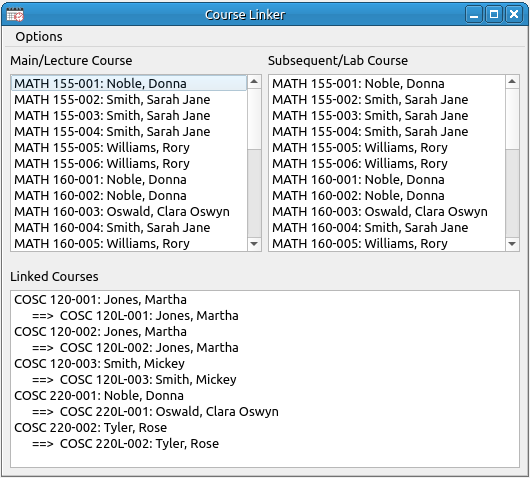 Course Linker
Options
Main/Lecture Course
MATH 155-001: Noble, Donna
MATH 155-002: Smith, Sarah Jane
MATH 155-003: Smith, Sarah Jane
MATH 155-004: Smith, Sarah Jane
MATH 155-005: Williams, Rory
MATH 155-006: Williams, Rory
MATH 160-001: Noble, Donna
MATH 160-002: Noble, Donna
MATH 160-003: Oswald, Clara Oswyn
MATH 160-004: Smith, Sarah Jane
MATH 160-005: Williams, Rory
Subsequent/Lab Course
MATH 155-001: Noble, Donna
MATH 155-002: Smith, Sarah Jane
MATH 155-003: Smith, Sarah Jane
MATH 155-004: Smith, Sarah Jane
MATH 155-005: Williams, Rory
MATH 155-006: Williams, Rory
MATH 160-001: Noble, Donna
MATH 160-002: Noble, Donna
MATH 160-003: Oswald, Clara Oswyn
MATH 160-004: Smith, Sarah Jane
MATH 160-005: Williams, Rory
Linked Courses
COSC 120-001: Jones, Martha
==> COSC 120L-001: Jones, Martha
COSC 120-002: Jones, Martha
==> COSC 120L-002: Jones, Martha
COSC 120-003: Smith, Mickey
==> COSC 120L-003: Smith, Mickey
COSC 220-001: Noble, Donna
==> COSC 220L-001: Oswald, Clara Oswyn
COSC 220-002: Tyler, Rose
==> COSC 220L-002: Tyler, Rose